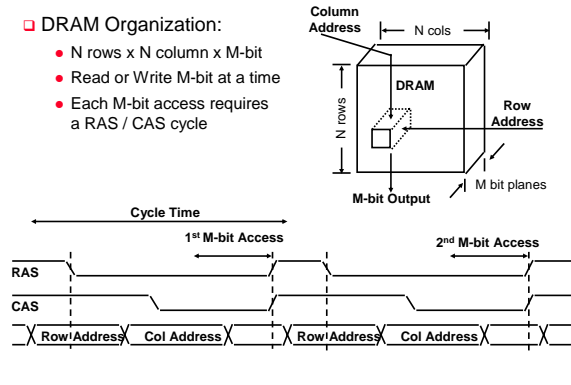 DRAM Organization:
N rows x N column x M-bit
Read or Write M-bit at a time
Each M-bit access requires
a RAS / CAS cycle
Column
Address
N cols
DRAM
N rows
Row
Address
M bit planes
M-bit Output
Cycle Time
1st M-bit Access
2nd M-bit Access
RAS
CAS
Row Address
Col Address
Row Address
Col Address